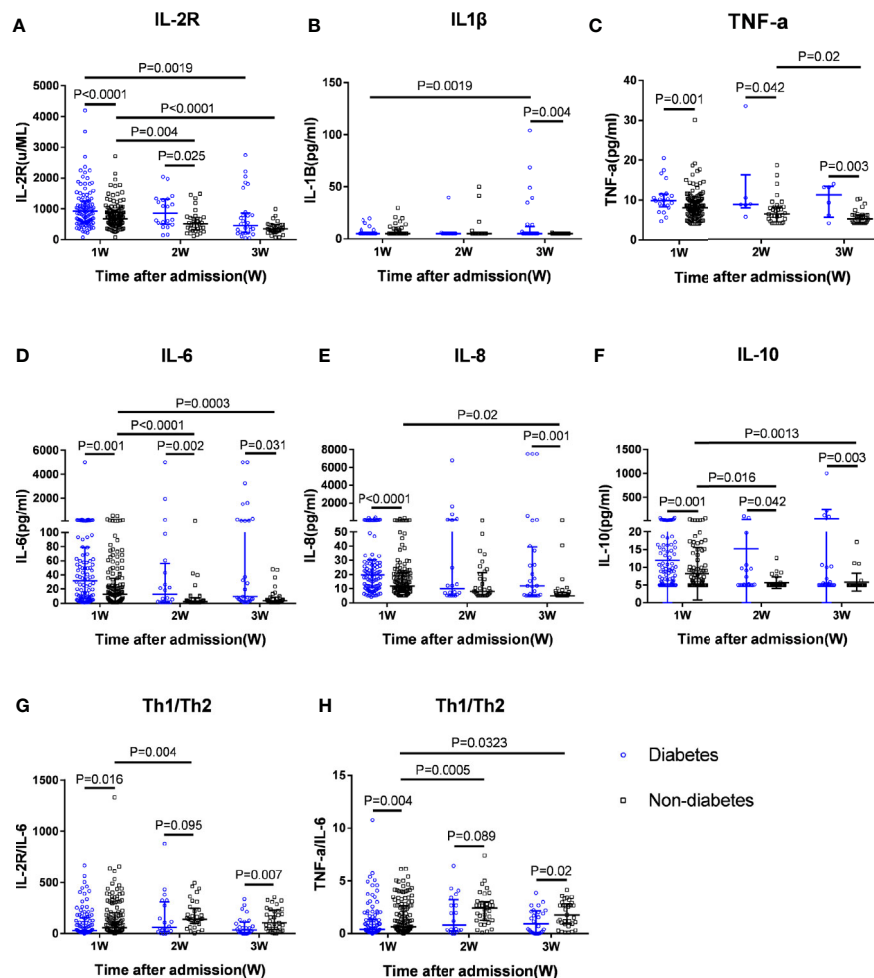 A
IL-2R
P=0.0019
P<0.0001
P<0.0001
P=0.004
P=0.025
IL-2R(u/ML)
5000
4000
3000
2000
1000
0
1W
2W
3W
Time after admission(W)
B
IL1β
P=0.0019
P=0.004
IL-1B(pg/ml)
150
125
100
75
50
25
0
1W
2W
3W
Time after admission(W)
C
TNF-a
P=0.02
P=0.042
P=0.001
P=0.003
TNF-a(pg/ml)
40
30
20
10
0
1W
2W
3W
Time after admission(W)
D
IL-6
P=0.0003
P<0.0001
P=0.001
P=0.002
P=0.031
IL-6(pg/ml)
6000
4000
2000
100
80
60
40
20
0
1W
2W
3W
Time after admission(W)
E
IL-8
P=0.02
P=0.001
P<0.0001
IL-8(pg/ml)
8000
6000
4000
2000
50
40
30
20
10
0
1W
2W
3W
Time after admission(W)
F
IL-10
P=0.0013
P=0.003
P=0.016
P=0.001
P=0.042
IL-10(pg/ml)
1500
1000
500
20
15
10
5
0
1W
2W
3W
Time after admission(W)
G
Th1/Th2
P=0.004
P=0.016
P=0.095
P=0.007
IL-2R/IL-6
1500
1000
500
0
1W
2W
3W
Time after admission(W)
H
Th1/Th2
P=0.0323
P=0.0005
P=0.004
P=0.089
P=0.02
TNF-a/IL-6
15
10
5
0
1W
2W
3W
Time after admission(W)
Diabetes
Non-diabetes